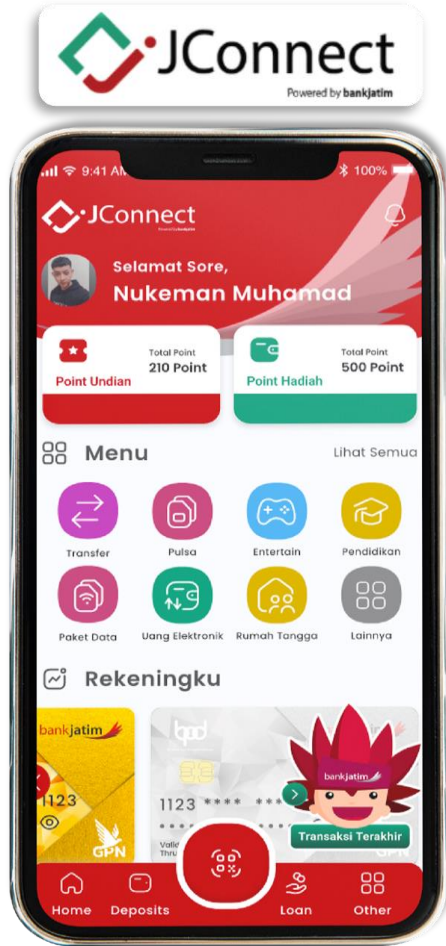 JConnect
Powered by bankjatim
9:41 AM
100%
JConnect
Selamat Sore,
Nukeman Muhamad
Total Point
210 Point
Point Undian
Total Point
500 Point
Point Hadiah
Menu
Lihat Semua
Transfer
Pulsa
Entertain
Pendidikan
Paket Data
Uang Elektronik
Rumah Tangga
Lainnya
Rekeningku
bankjatim
1123
GPN
bpd
1123 **** ***
Valid
Thru
bankjatim
Transaksi Terakhir
Home
Deposits
Loan
Other